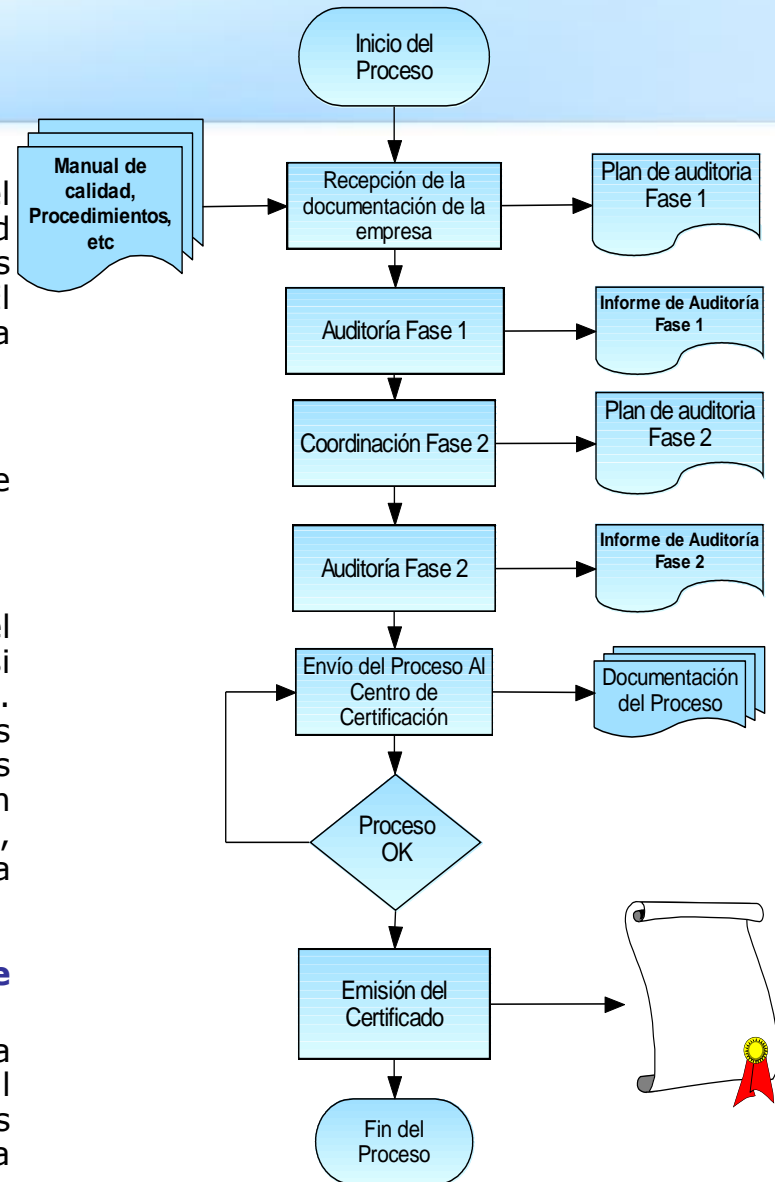 Inicio del
Proceso
Manual de
calidad,
Procedimientos,
etc
Recepción de la
documentación de la
empresa
Plan de auditoria
Fase 1
Auditoría Fase 1
Informe de Auditoría
Fase 1
Coordinación Fase 2
Plan de auditoria
Fase 2
Auditoría Fase 2
Informe de Auditoría
Fase 2
Envío del Proceso Al
Centro de
Certificación
Documentación
del Proceso
Proceso
OK
Emisión del
Certificado
Fin del
Proceso